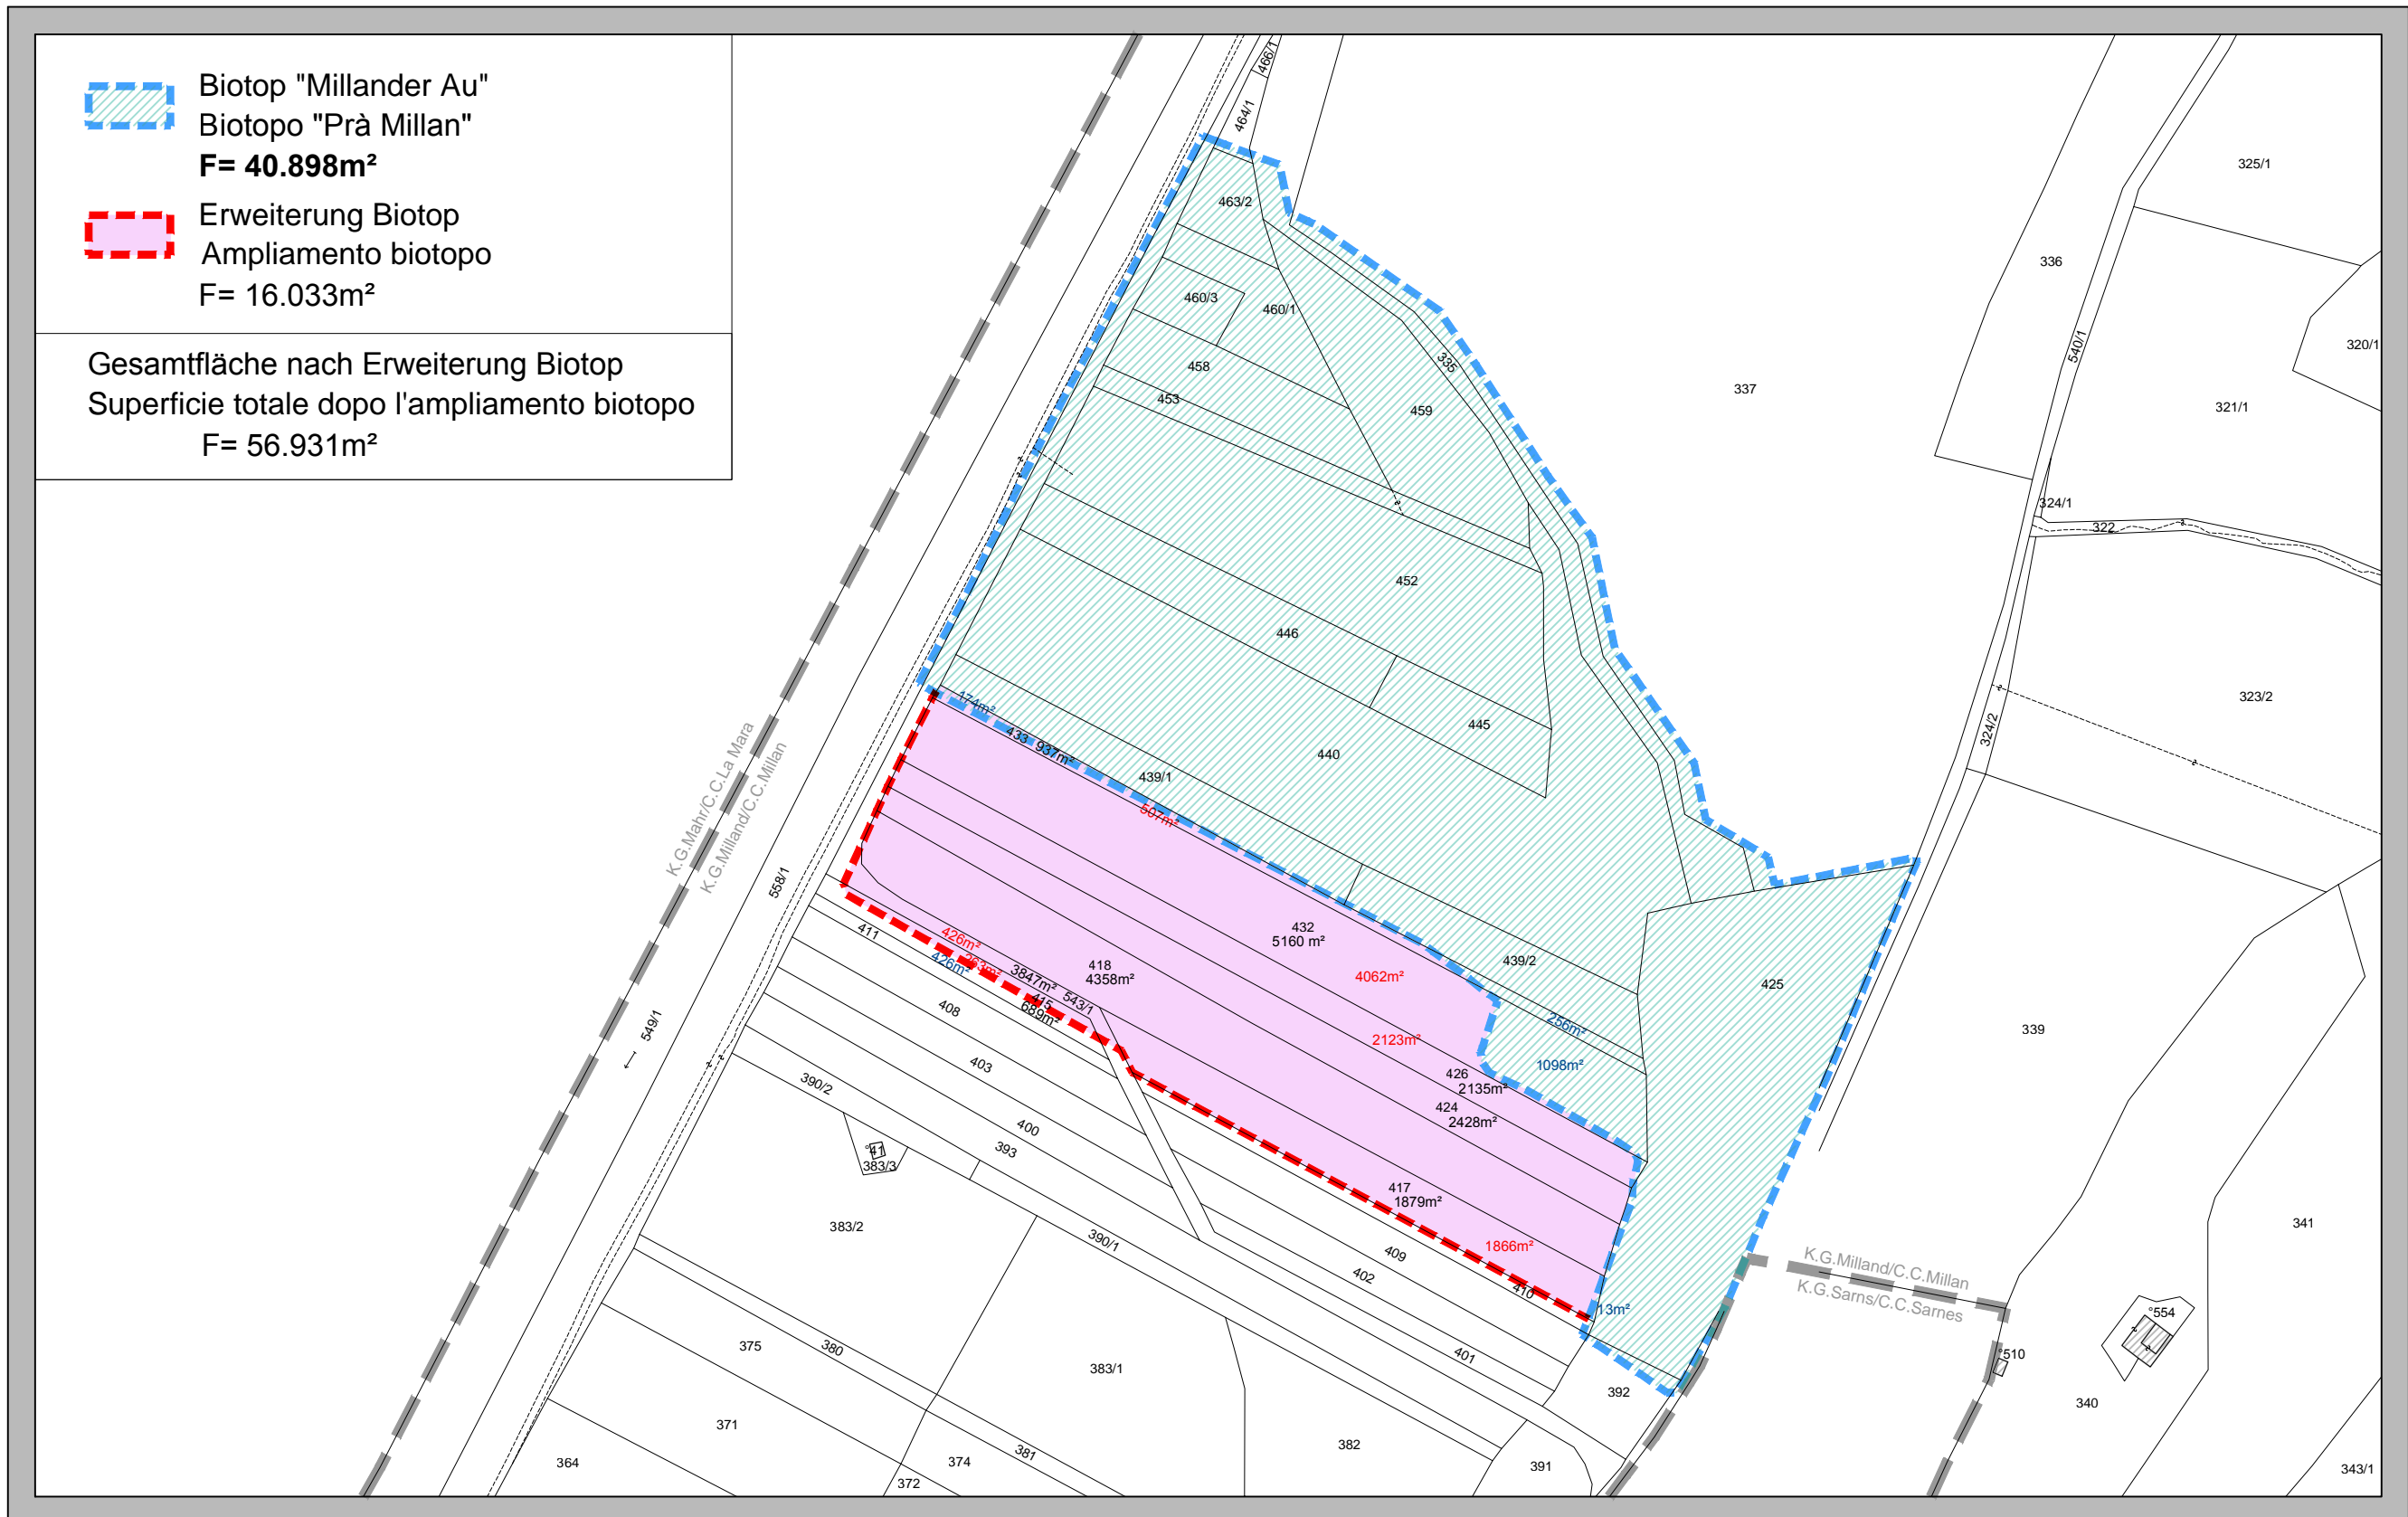 Biotop "Millander Au"
Biotopo "Prà Millan"
F= 40.898m²
Erweiterung Biotop
Ampliamento biotopo
F= 16.033m²
Gesamtfläche nach Erweiterung Biotop
Superficie totale dopo l'ampliamento biotopo
F= 56.931m²
466/1
464/1
463/2
460/3
460/1
458
453
459
335
337
336
325/1
320/1
540/1
321/1
324/1
322
452
446
445
440
323/2
324/2
K.G.Mahr/C.C.La Mara
K.G.Milland/C.C.Millan
174m²
433 937m²
439/1
507m²
558/1
549/1
432
5160 m²
4062m²
439/2
425
256m²
1098m²
339
411
426m²
263m²
426m²
418
4358m²
3847m²
543/1
415
689m²
2123m²
426
2135m²
424
2428m²
408
403
400
393
390/2
°41
383/3
383/2
390/1
417
1879m²
1866m²
409
402
410
13m²
401
341
K.G.Milland/C.C.Millan
K.G.Sarns/C.C.Sarnes
°554
°510
340
343/1
392
391
382
383/1
375
380
371
381
374
372
364